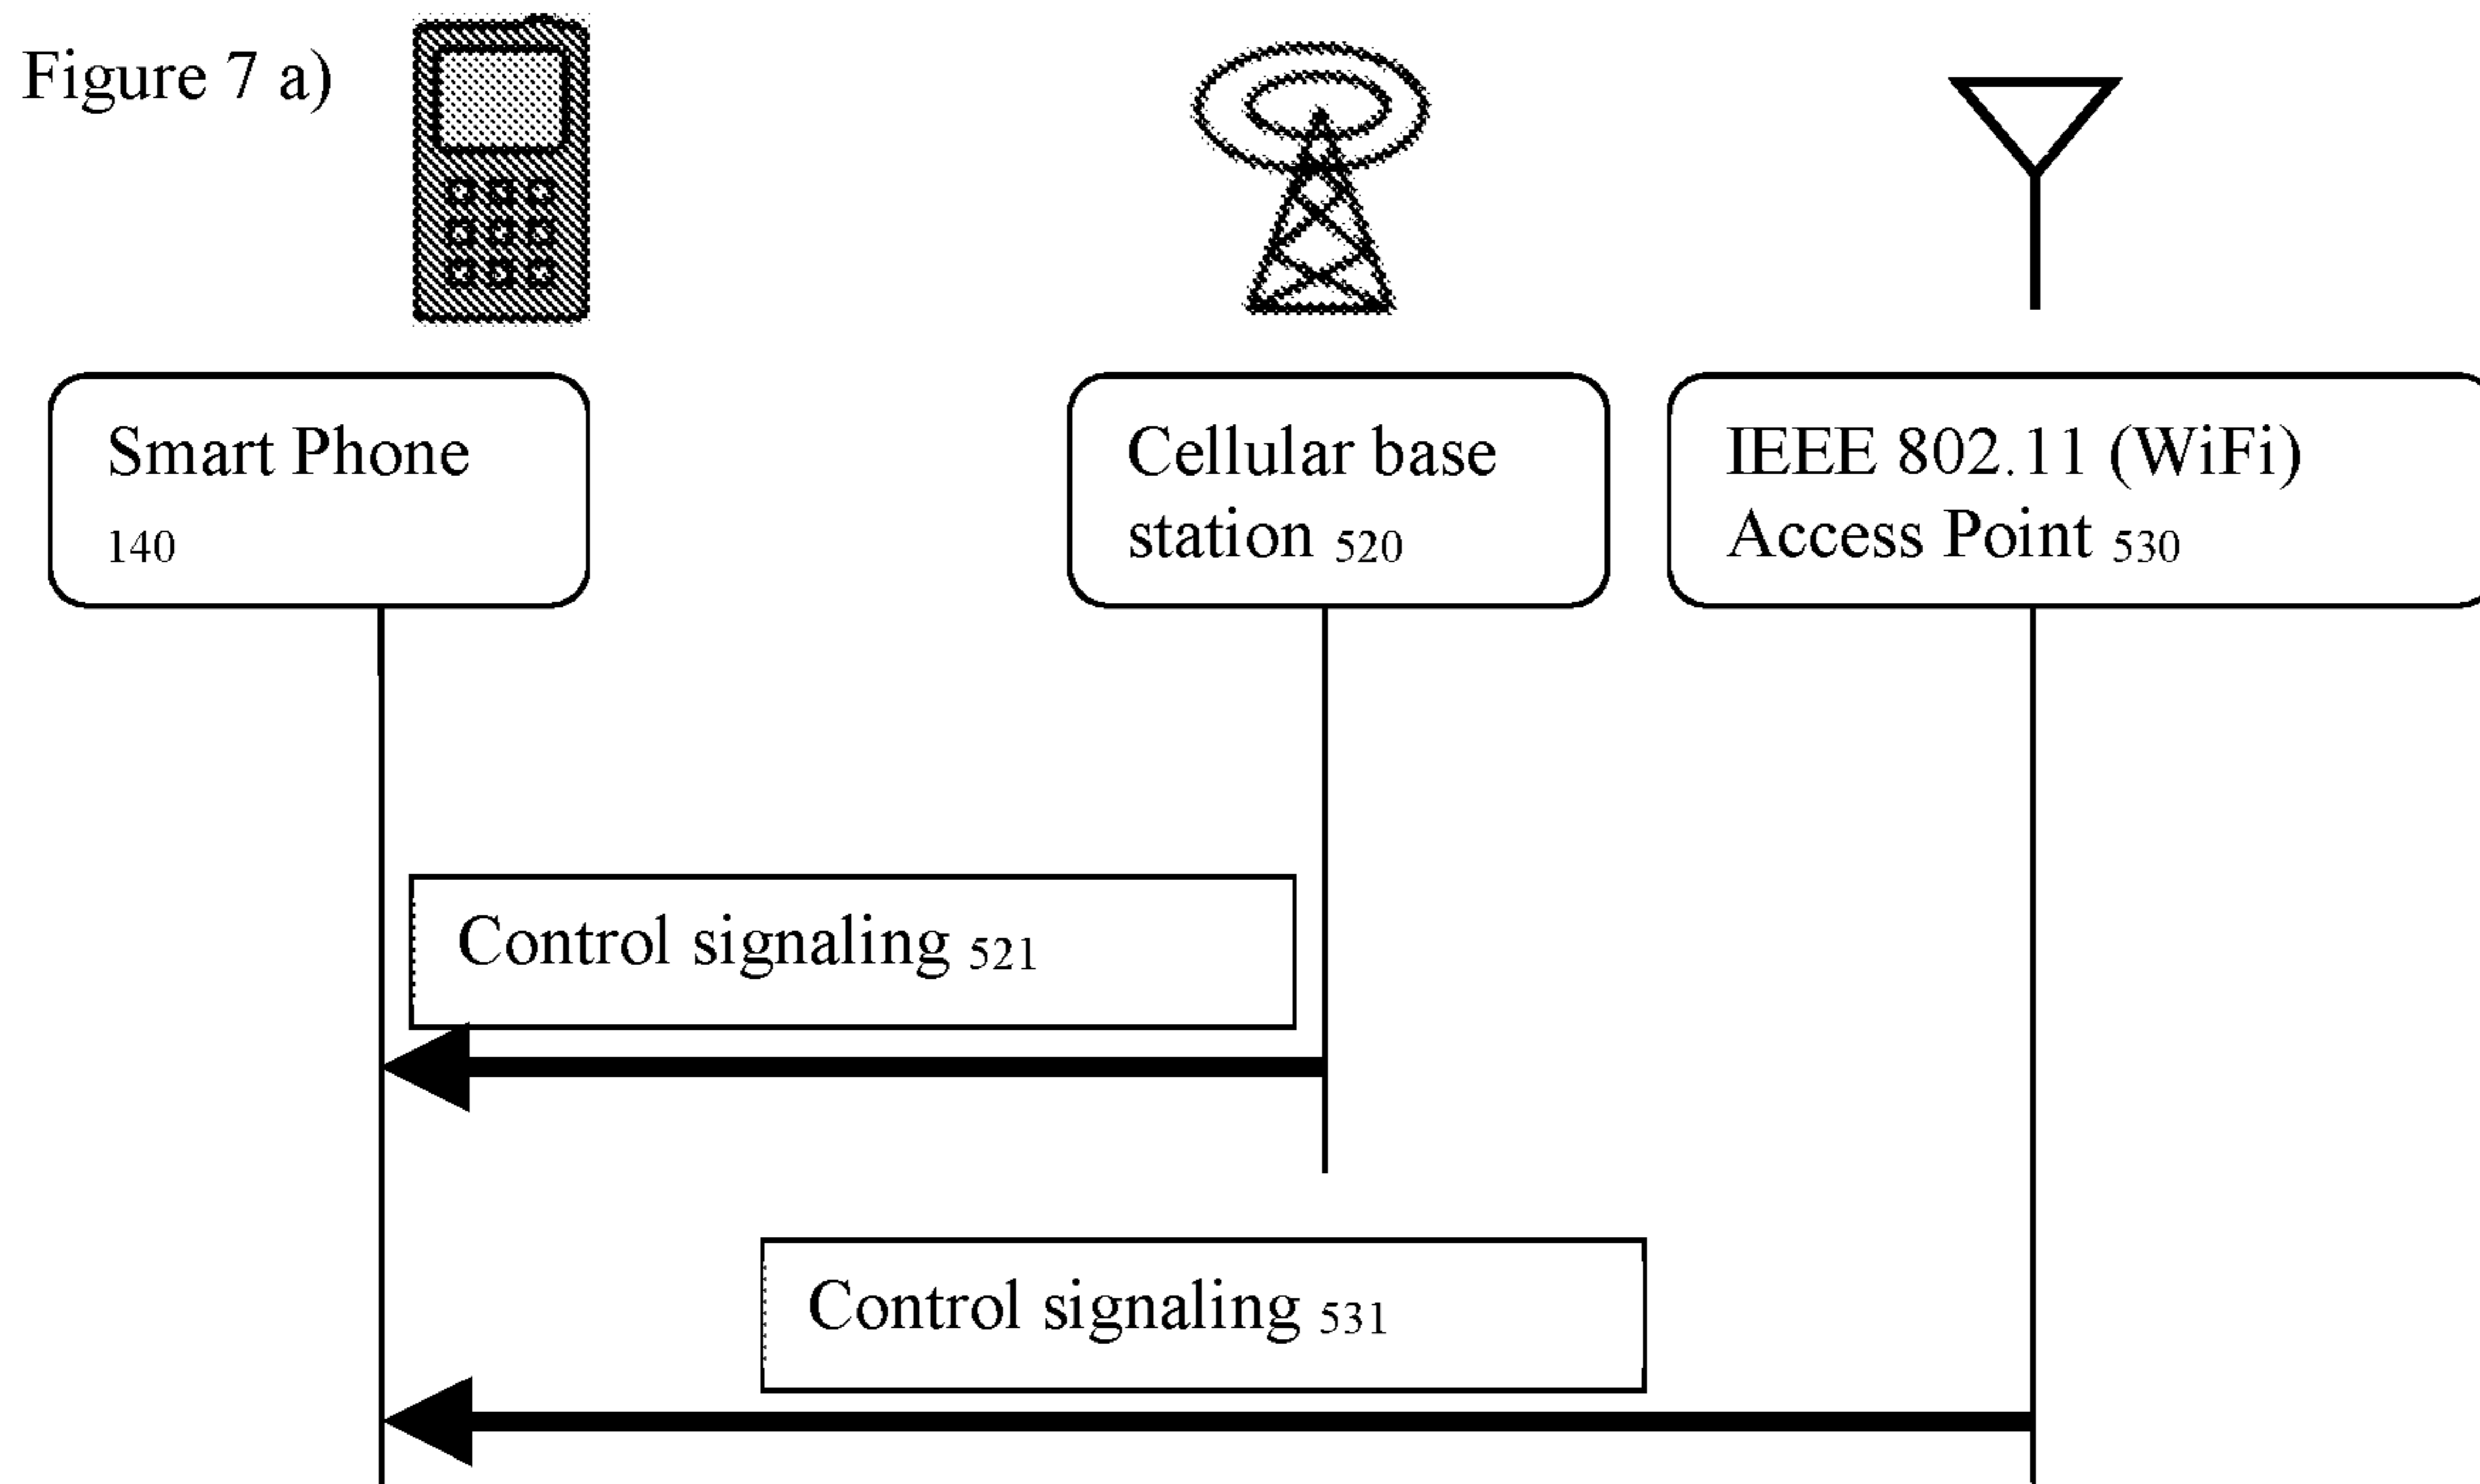 Figure 7 a)
Smart Phone
140
Cellular base
station 520
IEEE 802.11 (WiFi)
Access Point 530
Control signaling 521
Control signaling 531